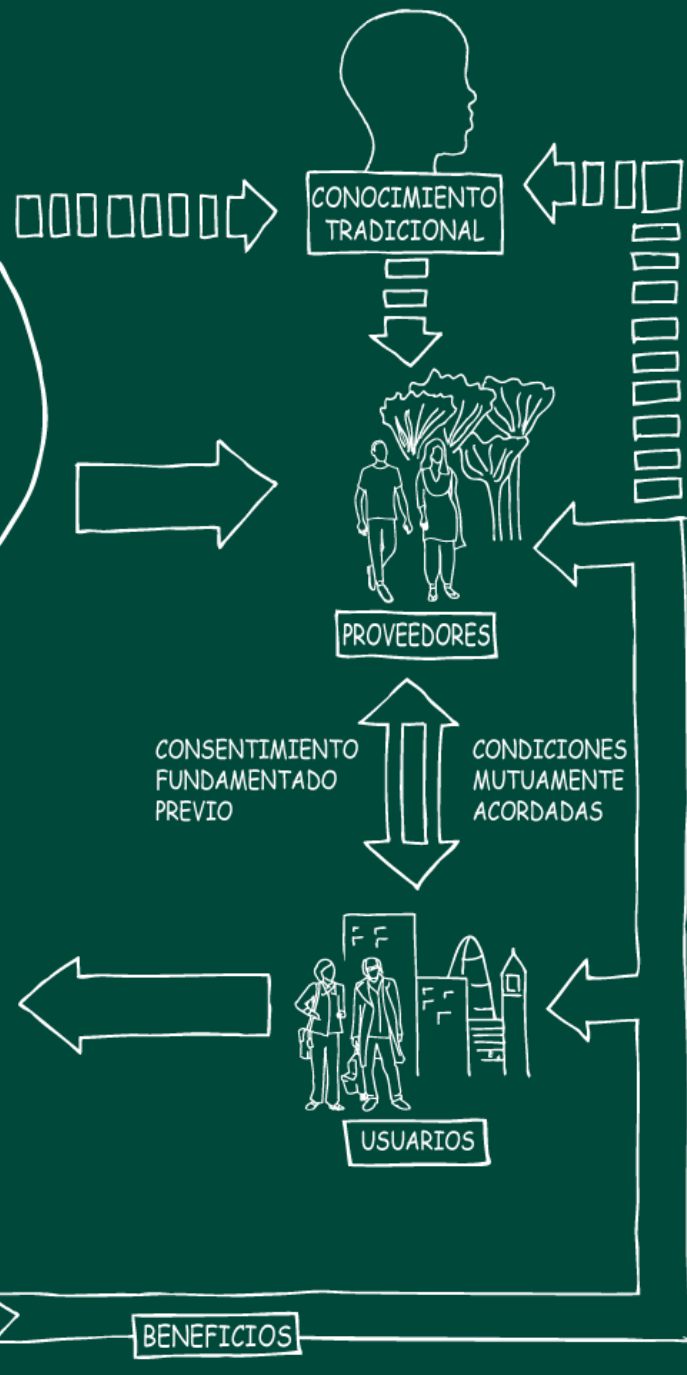 CONOCIMIENTO
TRADICIONAL
PROVEEDORES
CONSENTIMIENTO
FUNDAMENTADO
PREVIO
CONDICIONES
MUTUAMENTE
ACORDADAS
USUARIOS
BENEFICIOS